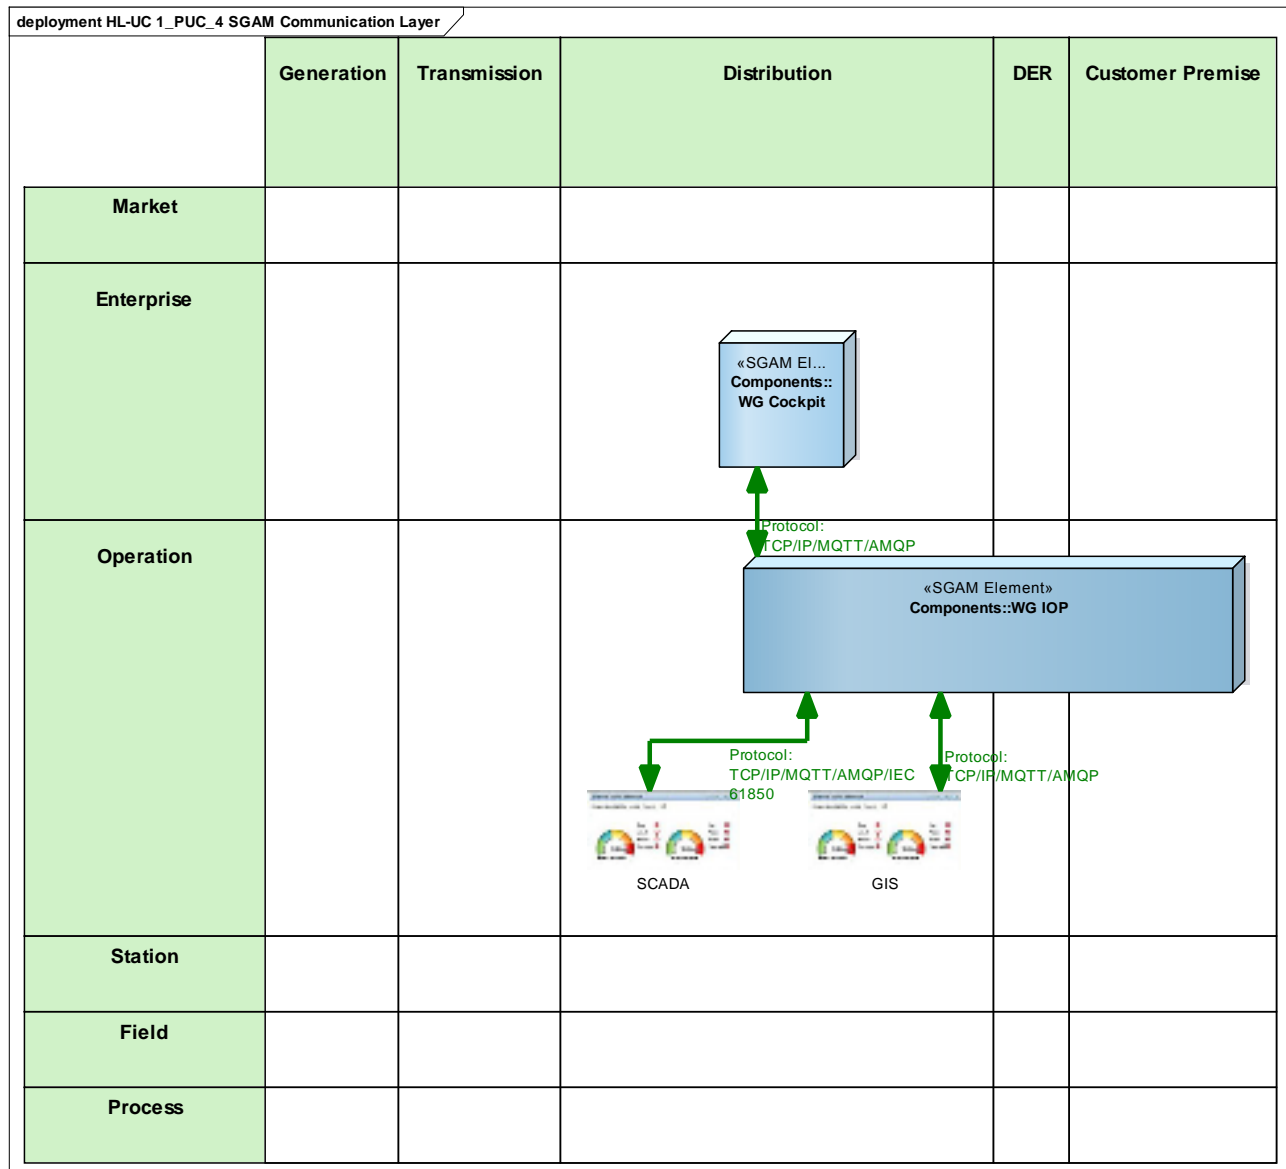 deployment HL-UC 1_PUC_4 SGAM Communication Layer
Generation
Transmission
Distribution
DER
Customer Premise
Market
Enterprise
«SGAM El...
Components::
WG Cockpit
Protocol:
TCP/IP/MQTT/AMQP
Operation
«SGAM Element»
Components::WG IOP
Protocol:
TCP/IP/MQTT/AMQP/IEC
61850
Protocol:
TCP/IP/MQTT/AMQP
SCADA
GIS
Station
Field
Process